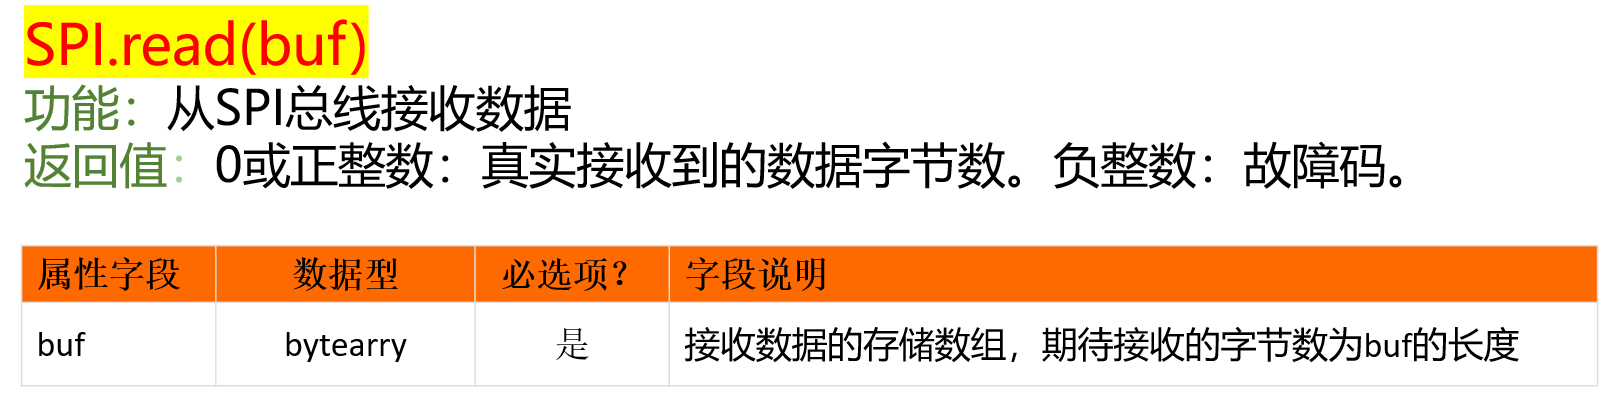 SPI.read(buf)
功能：从SPI总线接收数据
返回值：0或正整数：真实接收到的数据字节数。负整数：故障码。
属性字段 数据型 必选项？ 字段说明
buf bytearry 是 接收数据的存储数组，期待接收的字节数为buf的长度